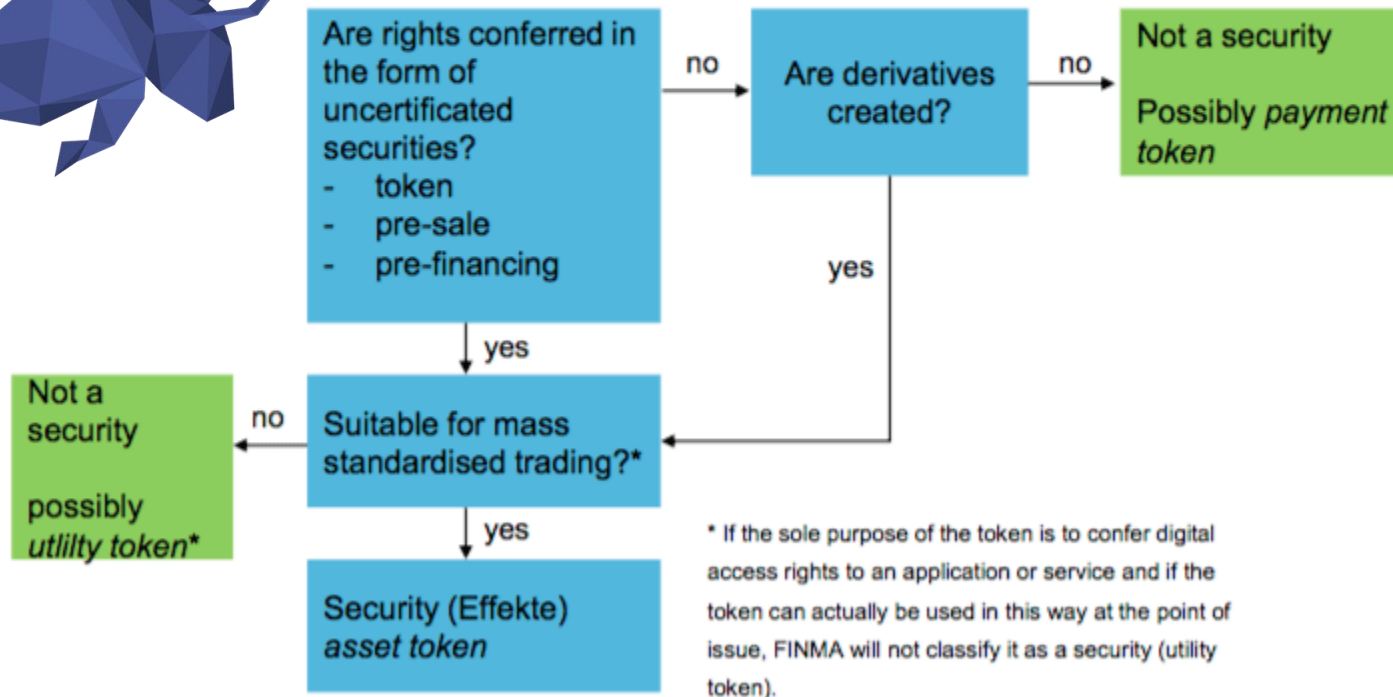 Are rights conferred in
the form of
uncertificated
securities?
- token
- pre-sale
- pre-financing
no
Are derivatives
created?
no
Not a security
Possibly payment
token
yes
yes
Not a
security
possibly
utlilty token*
no
Suitable for mass
standardised trading?*
yes
Security (Effekte)
asset token
* If the sole purpose of the token is to confer digital
access rights to an application or service and if the
token can actually be used in this way at the point of
issue, FINMA will not classify it as a security (utility
token).